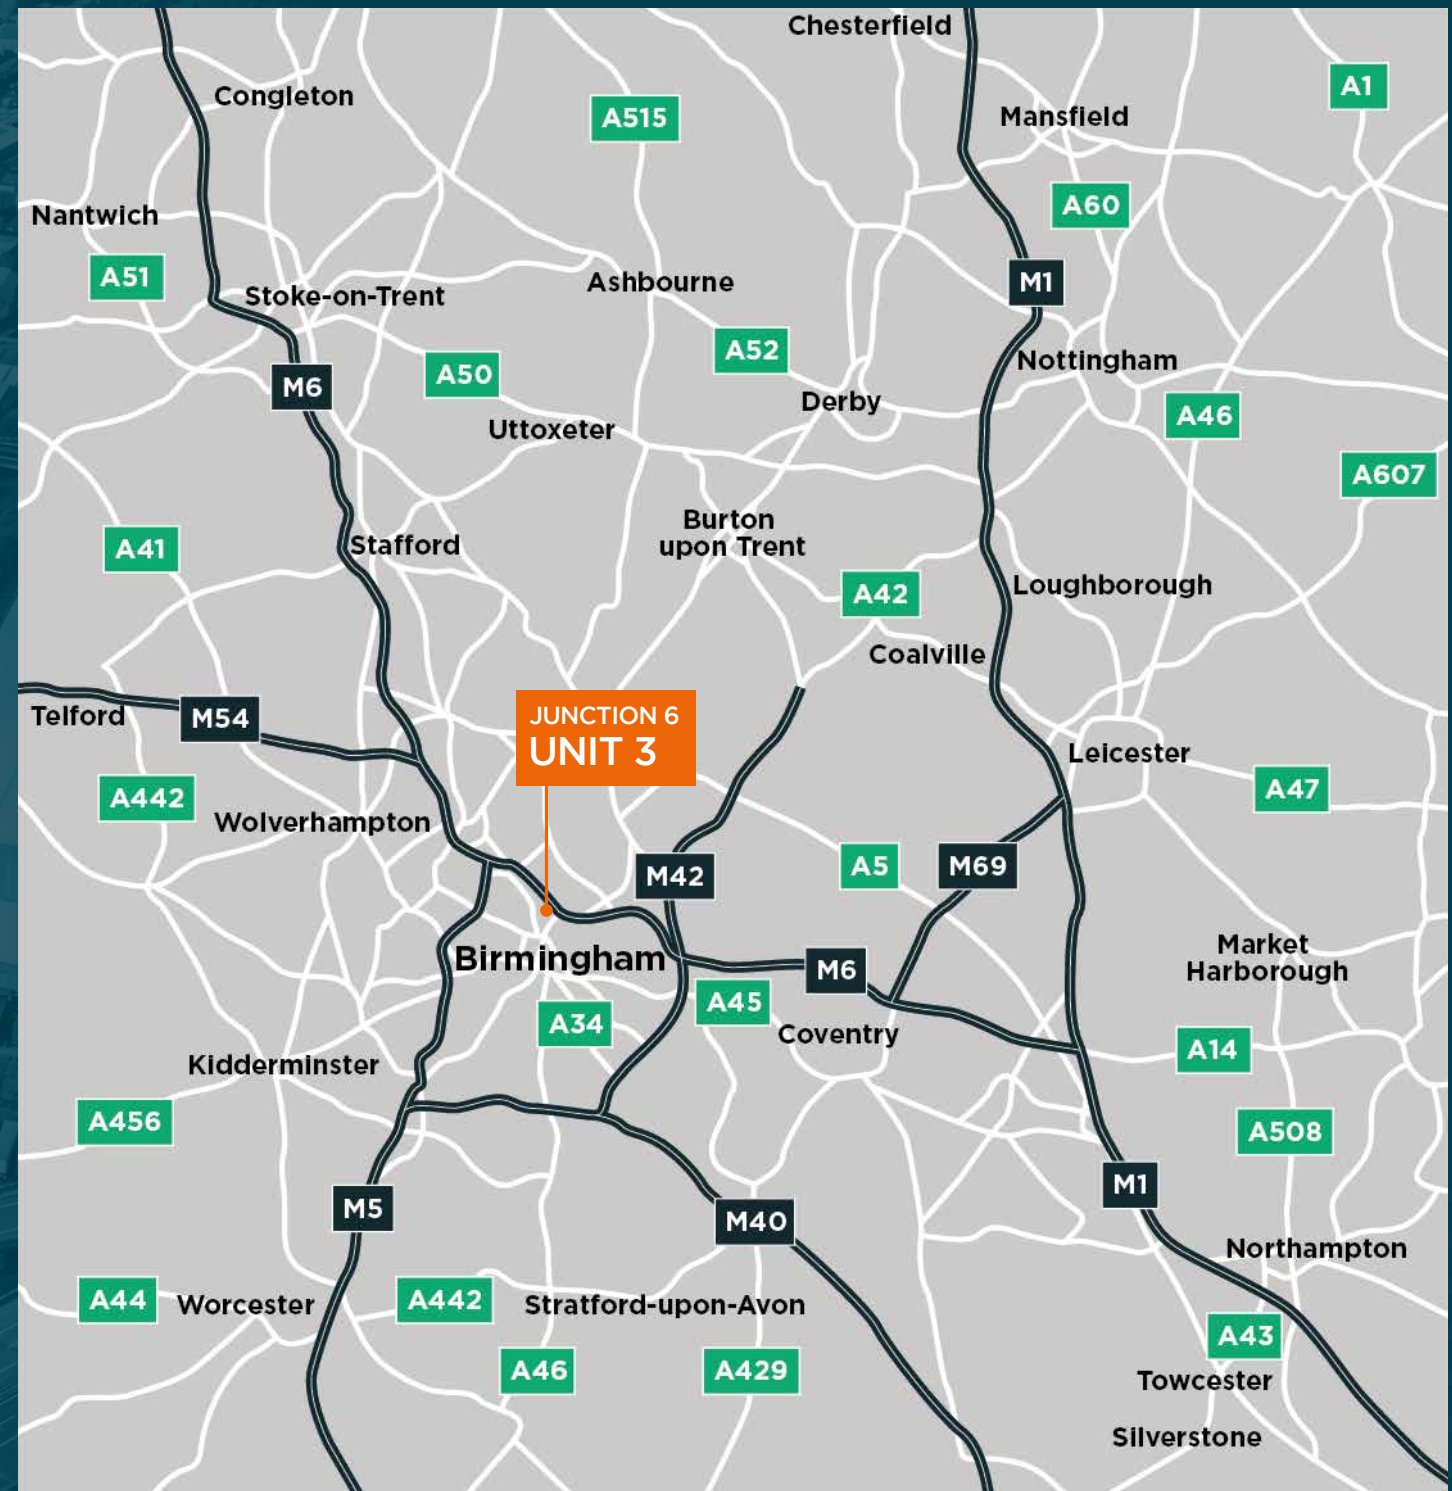 Chesterfield
A1
Congleton
A515
Mansfield
A60
Nantwich
A51
M1
Stoke-on-Trent
Ashbourne
A52
Nottingham
A50
M6
Derby
A46
Uttoxeter
A607
Burton
upon Trent
A41
Stafford
A42
Loughborough
Coalville
Telford
M54
JUNCTION 6
UNIT 3
Leicester
A47
A442
Wolverhampton
M42
A5
M69
Birmingham
M6
Market
Harborough
A45
A34
Coventry
A14
Kidderminster
A456
A508
M1
M5
M40
Northampton
A44
Worcester
A442
Stratford-upon-Avon
A43
A46
A429
Towcester
Silverstone